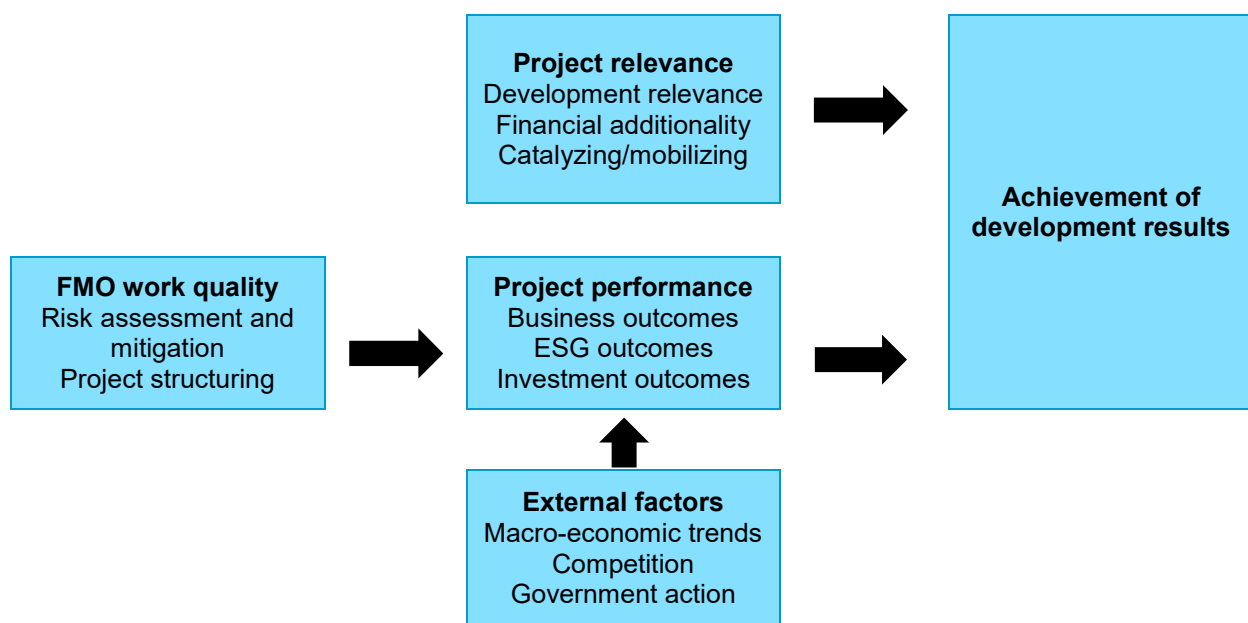 Project relevance
Development relevance
Financial additionality
Catalyzing/mobilizing
Achievement of
development results
FMO work quality
Risk assessment and
mitigation
Project structuring
Project performance
Business outcomes
ESG outcomes
Investment outcomes
External factors
Macro-economic trends
Competition
Government action